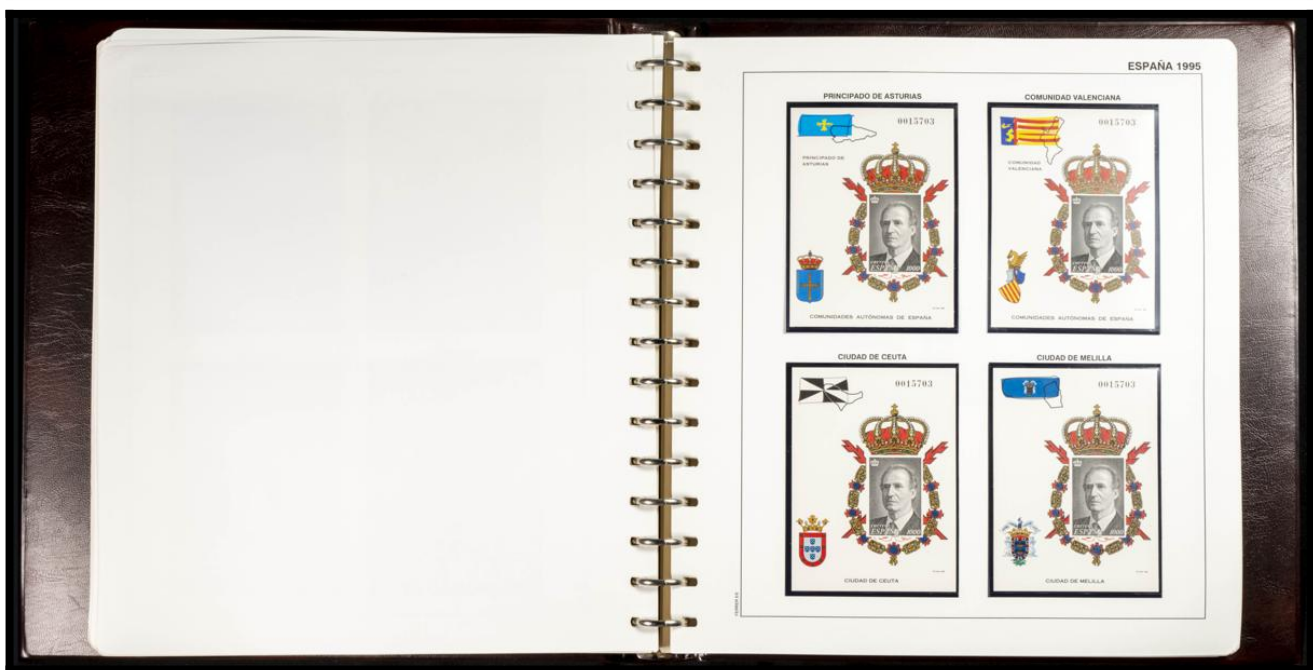 ESPAÑA 1995
PRINCIPADO DE ASTURIAS
0015703
PRINCIPADO DE
ASTURIAS
ESPAÑA 1000
COMUNIDADES AUTÓNOMAS DE ESPAÑA
COMUNIDAD VALENCIANA
0015703
COMUNIDAD
VALENCIANA
ESPAÑA 1000
COMUNIDADES AUTÓNOMAS DE ESPAÑA
CIUDAD DE CEUTA
0015703
ESPAÑA 1000
CIUDAD DE CEUTA
CIUDAD DE MELILLA
0015703
ESPAÑA 1000
CIUDAD DE MELILLA